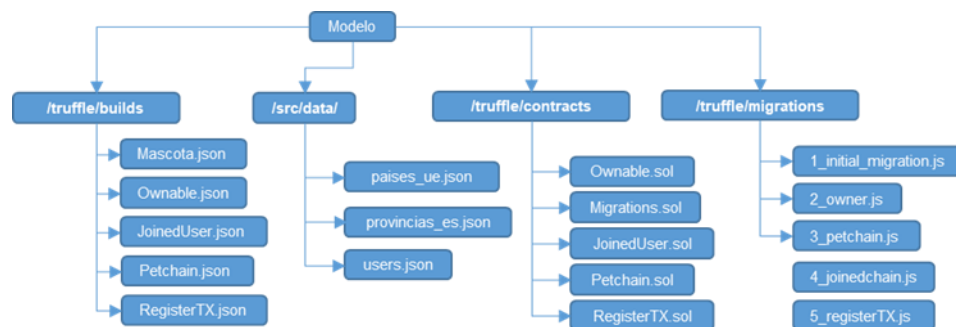 Modelo
/truffle/builds
/src/data/
/truffle/contracts
/truffle/migrations
Mascota.json
Ownable.json
JoinedUser.json
Petchain.json
RegisterTX.json
paises_ue.json
provincias_es.json
users.json
Ownable.sol
Migrations.sol
JoinedUser.sol
Petchain.sol
RegisterTX.sol
1_initial_migration.js
2_owner.js
3_petchain.js
4_joinedchain.js
5_registerTX.js